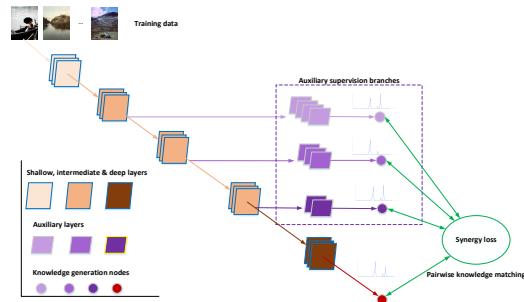 ... Training data
Auxiliary supervision branches
Shallow, intermediate & deep layers
Auxiliary layers
Synergy loss
Knowledge generation nodes
Pairwise knowledge matching